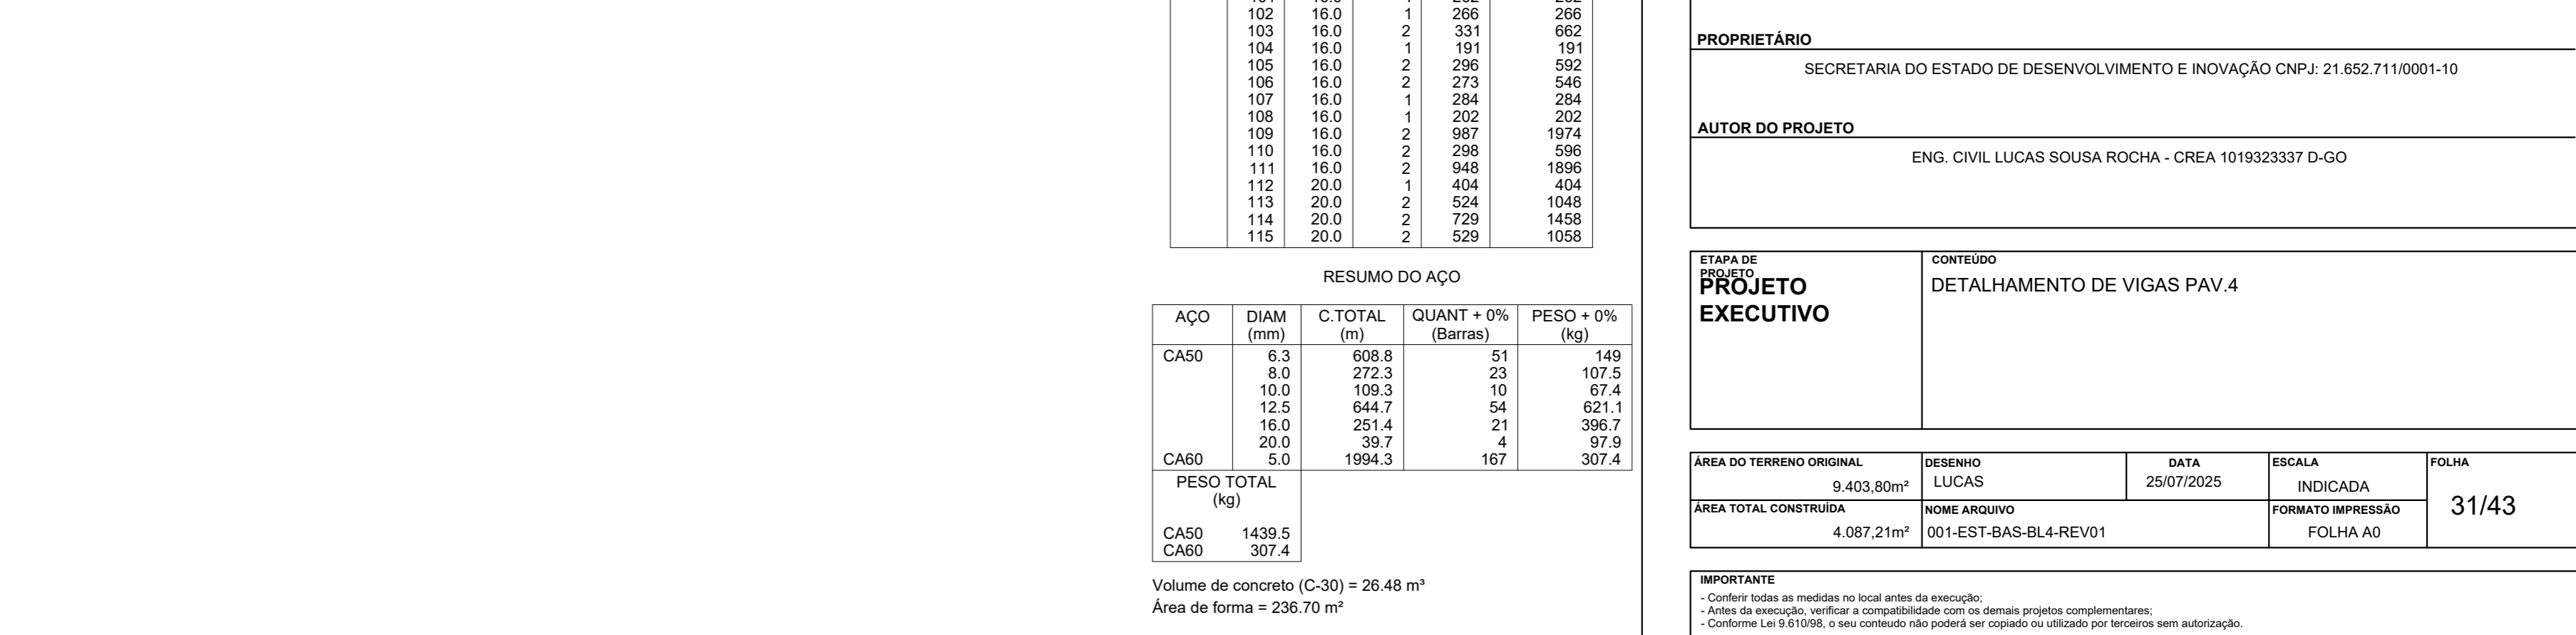 102 16.0 1 266 266
103 16.0 2 331 662
104 16.0 1 191 191
105 16.0 2 296 592
106 16.0 2 273 546
107 16.0 1 284 284
108 16.0 1 202 202
109 16.0 2 987 1974
110 16.0 2 298 596
111 16.0 2 948 1896
112 20.0 1 404 404
113 20.0 2 524 1048
114 20.0 2 729 1458
115 20.0 2 529 1058
RESUMO DO AÇO
AÇO DIAM C.TOTAL QUANT + 0% PESO + 0%
(mm) (m) (Barras) (kg)
CA50 6.3 608.8 51 149
8.0 272.3 23 107.5
10.0 109.3 10 67.4
12.5 644.7 54 621.1
16.0 251.4 21 396.7
20.0 39.7 4 97.9
CA60 5.0 1994.3 167 307.4
PESO TOTAL
(kg)
CA50 1439.5
CA60 307.4
Volume de concreto (C-30) = 26.48 m³
Área de forma = 236.70 m²
PROPRIETÁRIO
SECRETARIA DO ESTADO DE DESENVOLVIMENTO E INOVAÇÃO CNPJ: 21.652.711/0001-10
AUTOR DO PROJETO
ENG. CIVIL LUCAS SOUSA ROCHA - CREA 1019323337 D-GO
ETAPA DE
PROJETO
PROJETO
EXECUTIVO
CONTEÚDO
DETALHAMENTO DE VIGAS PAV.4
ÁREA DO TERRENO ORIGINAL
9.403,80m²
DESENHO
LUCAS
DATA
25/07/2025
ESCALA
INDICADA
FOLHA
31/43
ÁREA TOTAL CONSTRUÍDA
4.087,21m²
NOME ARQUIVO
001-EST-BAS-BL4-REV01
FORMATO IMPRESSÃO
FOLHA A0
IMPORTANTE
- Conferir todas as medidas no local antes da execução;
- Antes da execução, verificar a compatibilidade com os demais projetos complementares;
- Conforme Lei 9.610/98, o seu conteudo não poderá ser copiado ou utilizado por terceiros sem autorização.